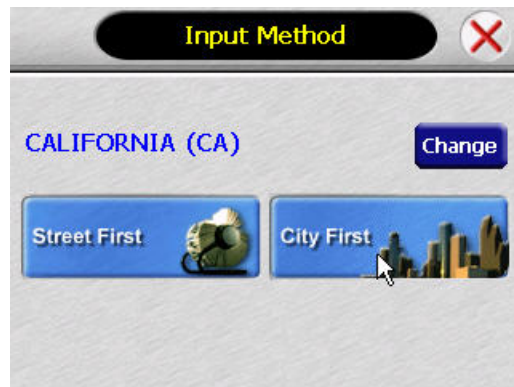 Input Method
CALIFORNIA (CA)
Change
Street First
City First